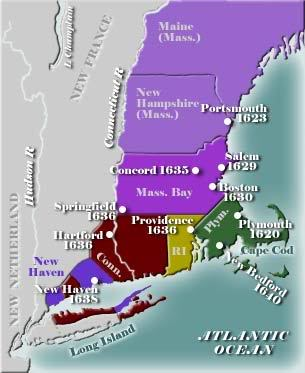 Maine
(Mass.)
L Champlain
NEW FRANCE
Connecticut R
New
Hampshire
(Mass.)
Portsmouth
1623
Hudson R
Salem
1629
Concord 1635
Mass. Bay
Boston
1630
Springfield
1636
Providence
1636
Plym.
Plymouth
1620
Hartford
1636
RI
Cape Cod
NEW NETHERLAND
New
Haven
Conn.
New Bedford
1640
New Haven
1638
Long Island
ATLANTIC
OCEAN